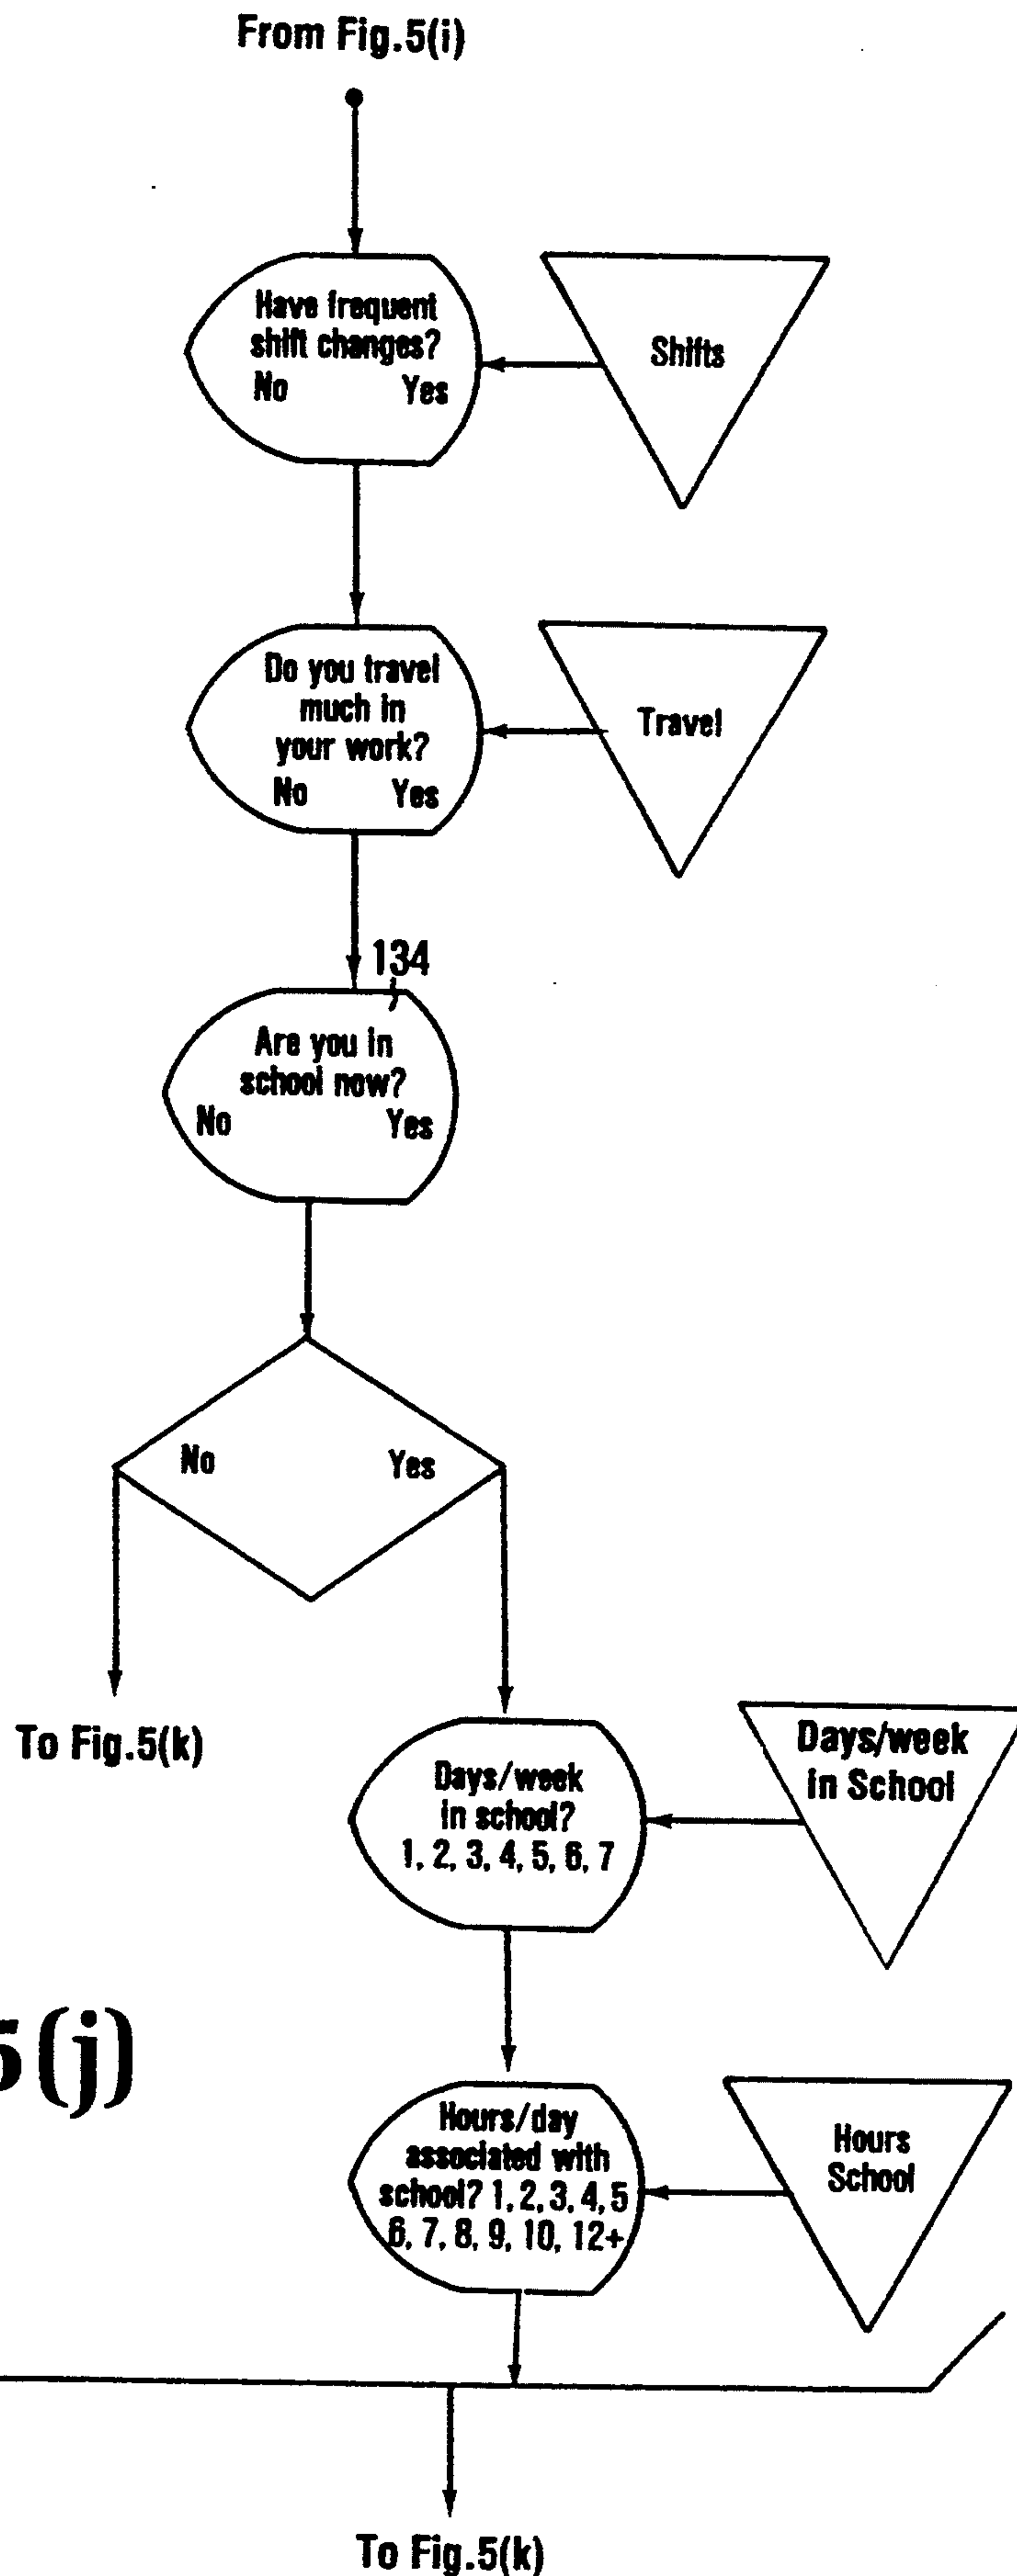 From Fig.5(i)
Have frequent
shift changes?
No Yes
Shifts
Do you travel
much in
your work?
No Yes
Travel
134
Are you in
school now?
No Yes
No Yes
To Fig.5(k)
Days/week
in school?
1, 2, 3, 4, 5, 6, 7
Days/week
in School
5(j)
Hours/day
associated with
school? 1, 2, 3, 4, 5
6, 7, 8, 9, 10, 12+
Hours
School
To Fig.5(k)